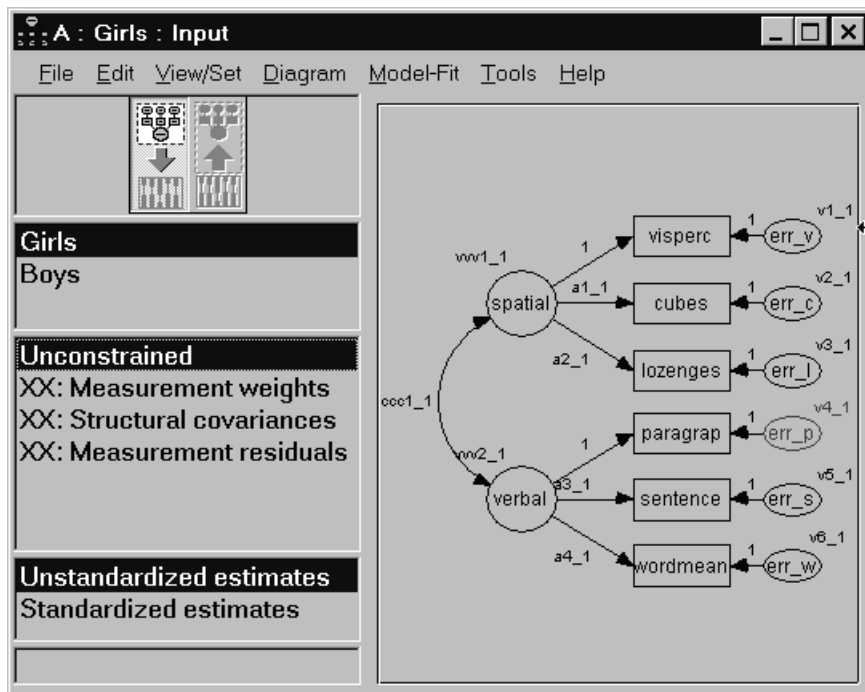 A : Girls : Input
File Edit View/Set Diagram Model-Fit Tools Help
Girls
Boys
Unconstrained
XX: Measurement weights
XX: Structural covariances
XX: Measurement residuals
Unstandardized estimates
Standardized estimates
v1_1
1
visperc
1
err_v
vvv1_1
v2_1
a1_1
spatial
cubes
1
err_c
v3_1
a2_1
lozenges
1
err_l
ccc1_1
v4_1
1
paragrap
1
err_p
vvv2_1
v5_1
a3_1
verbal
sentence
1
err_s
v6_1
a4_1
wordmean
1
err_w